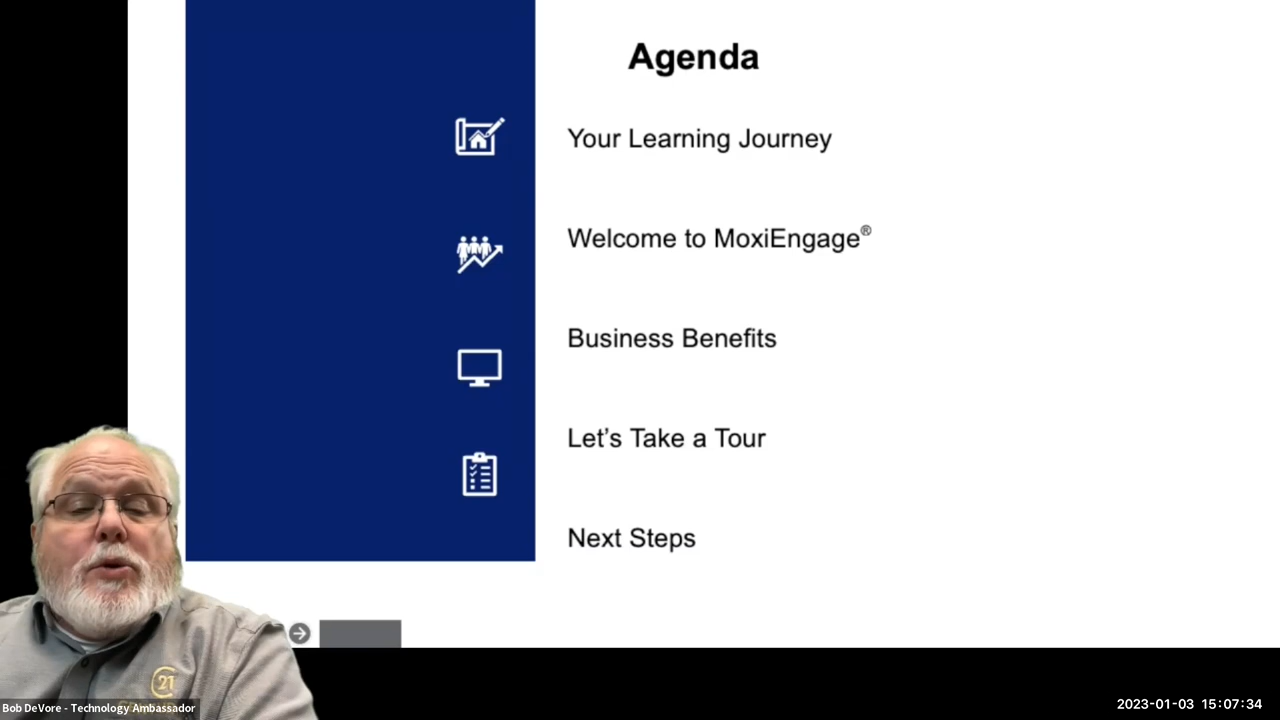 Agenda
Your Learning Journey
Welcome to MoxiEngage®
Business Benefits
Let’s Take a Tour
Next Steps
C21
Bob DeVore - Technology Ambassador
2023-01-03 15:07:34